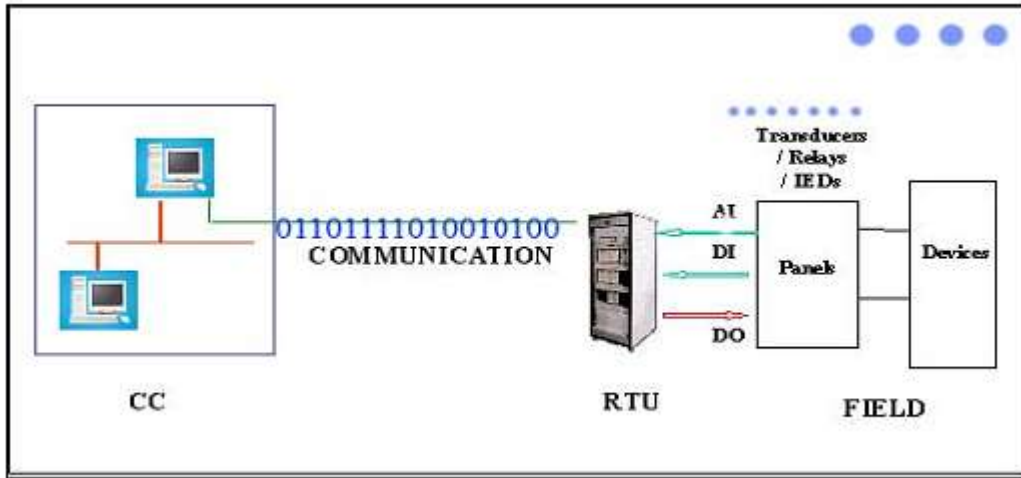 Transducers
/ Relays
/ IEDs
AI
01101111010010100
COMMUNICATION
DI
Panels
Devices
DO
CC
RTU
FIELD